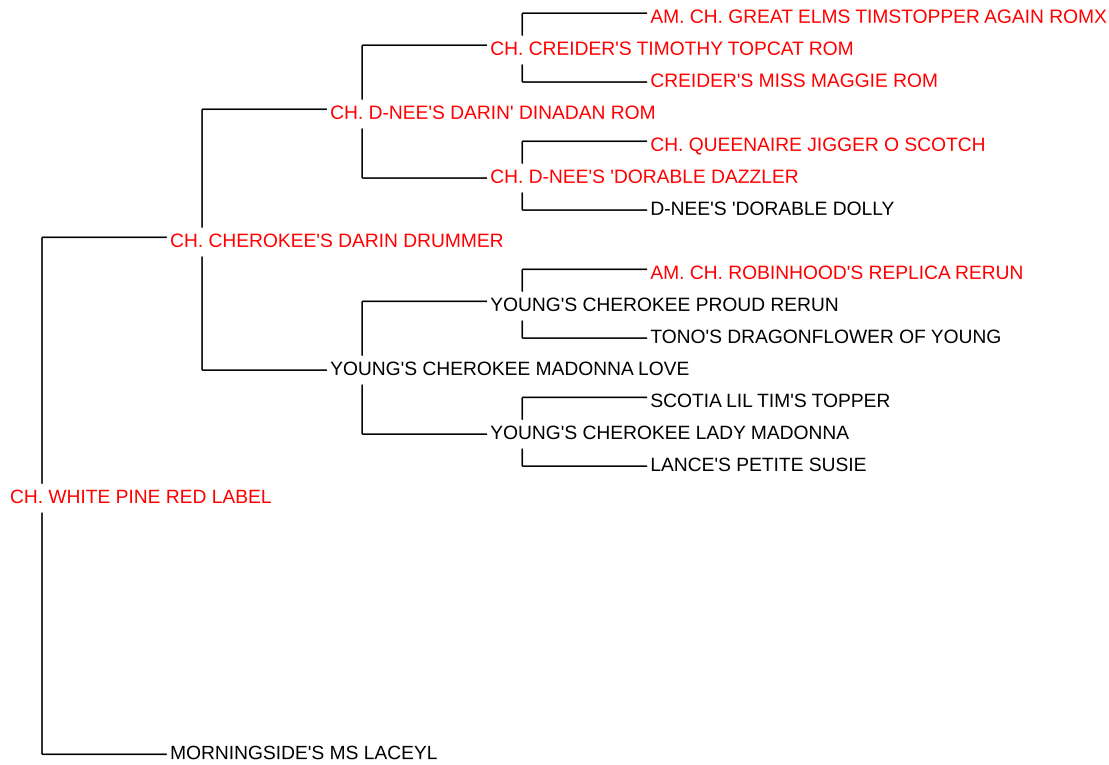 AM. CH. GREAT ELMS TIMSTOPPER AGAIN ROMX
CH. CREIDER'S TIMOTHY TOPCAT ROM
CREIDER'S MISS MAGGIE ROM
CH. D-NEE'S DARIN' DINADAN ROM
CH. QUEENAIRE JIGGER O SCOTCH
CH. D-NEE'S 'DORABLE DAZZLER
D-NEE'S 'DORABLE DOLLY
CH. CHEROKEE'S DARIN DRUMMER
AM. CH. ROBINHOOD'S REPLICA RERUN
YOUNG'S CHEROKEE PROUD RERUN
TONO'S DRAGONFLOWER OF YOUNG
YOUNG'S CHEROKEE MADONNA LOVE
SCOTIA LIL TIM'S TOPPER
YOUNG'S CHEROKEE LADY MADONNA
LANCE'S PETITE SUSIE
CH. WHITE PINE RED LABEL
MORNINGSIDE'S MS LACEYL